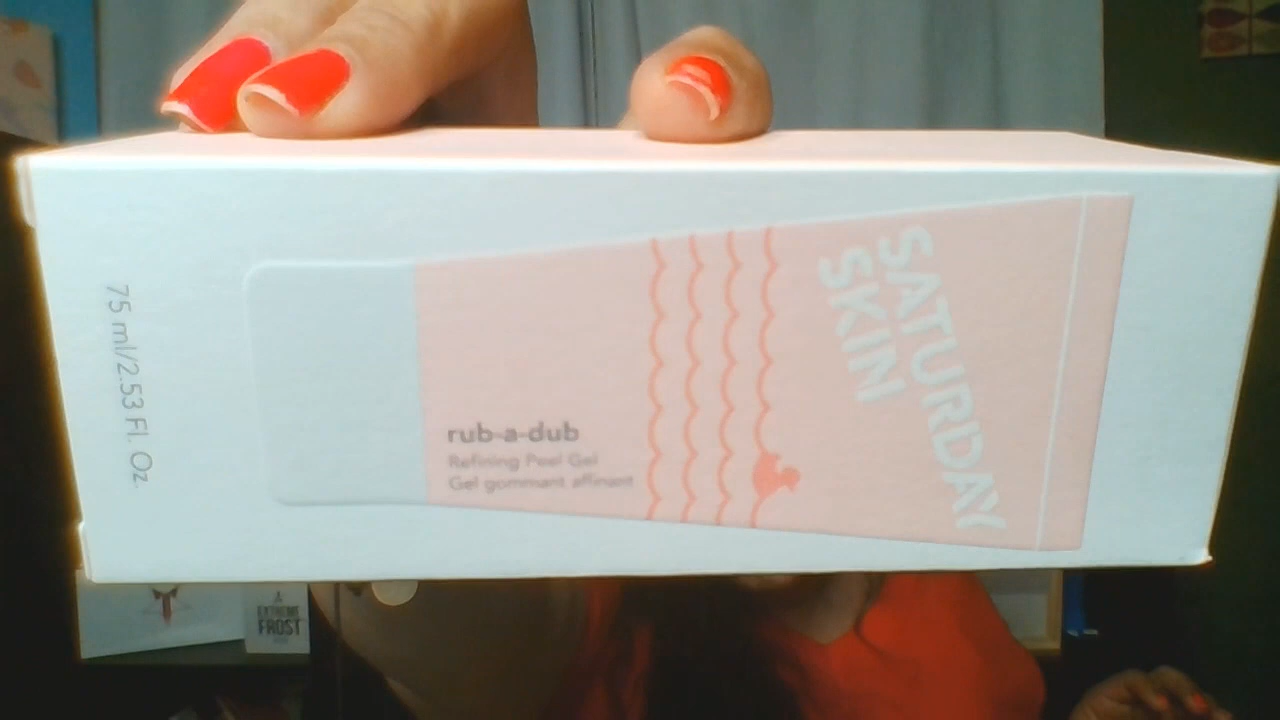 75 ml/2.53 Fl. Oz.
rub-a-dub
Refining Peel Gel
Gel gommant affinant
SATURDAY
SKIN
EXTREME
FROST